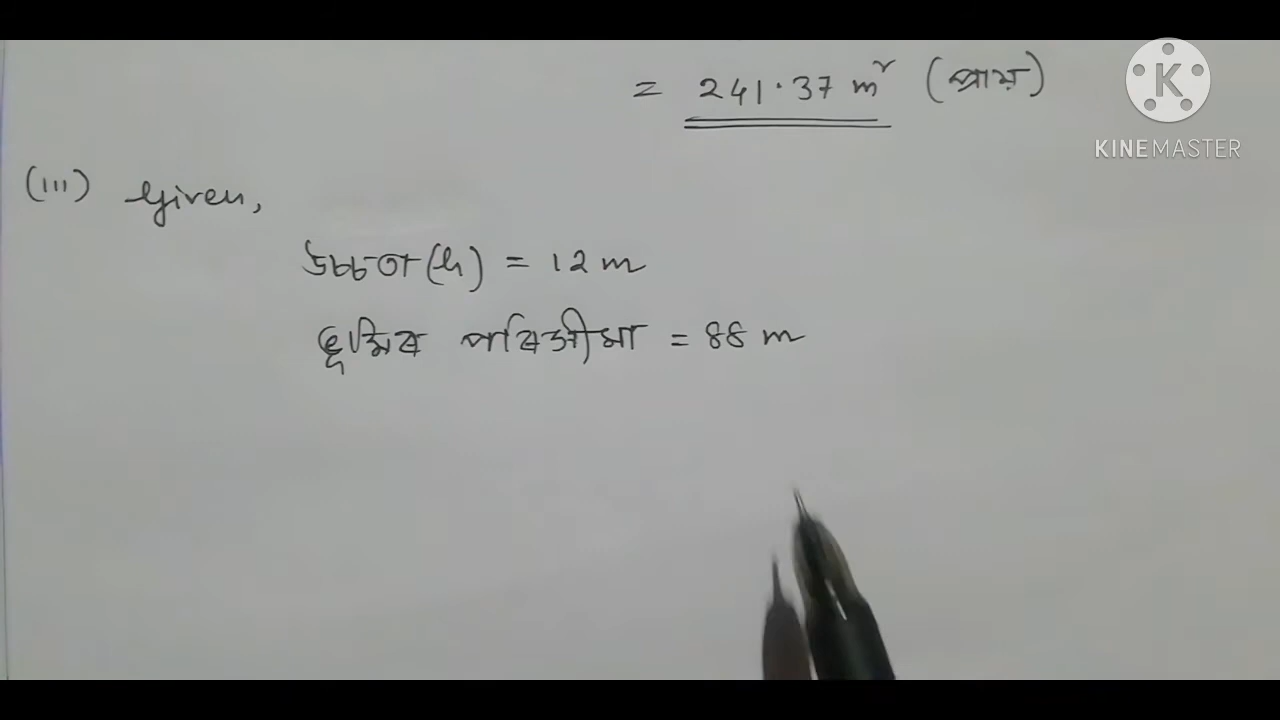 = 241.37 m² (প্ৰায়)
KINEMASTER
(iii) Given,
উচ্চতা (h) = 12 m
ভূমিৰ পৰিসীমা = 88 m